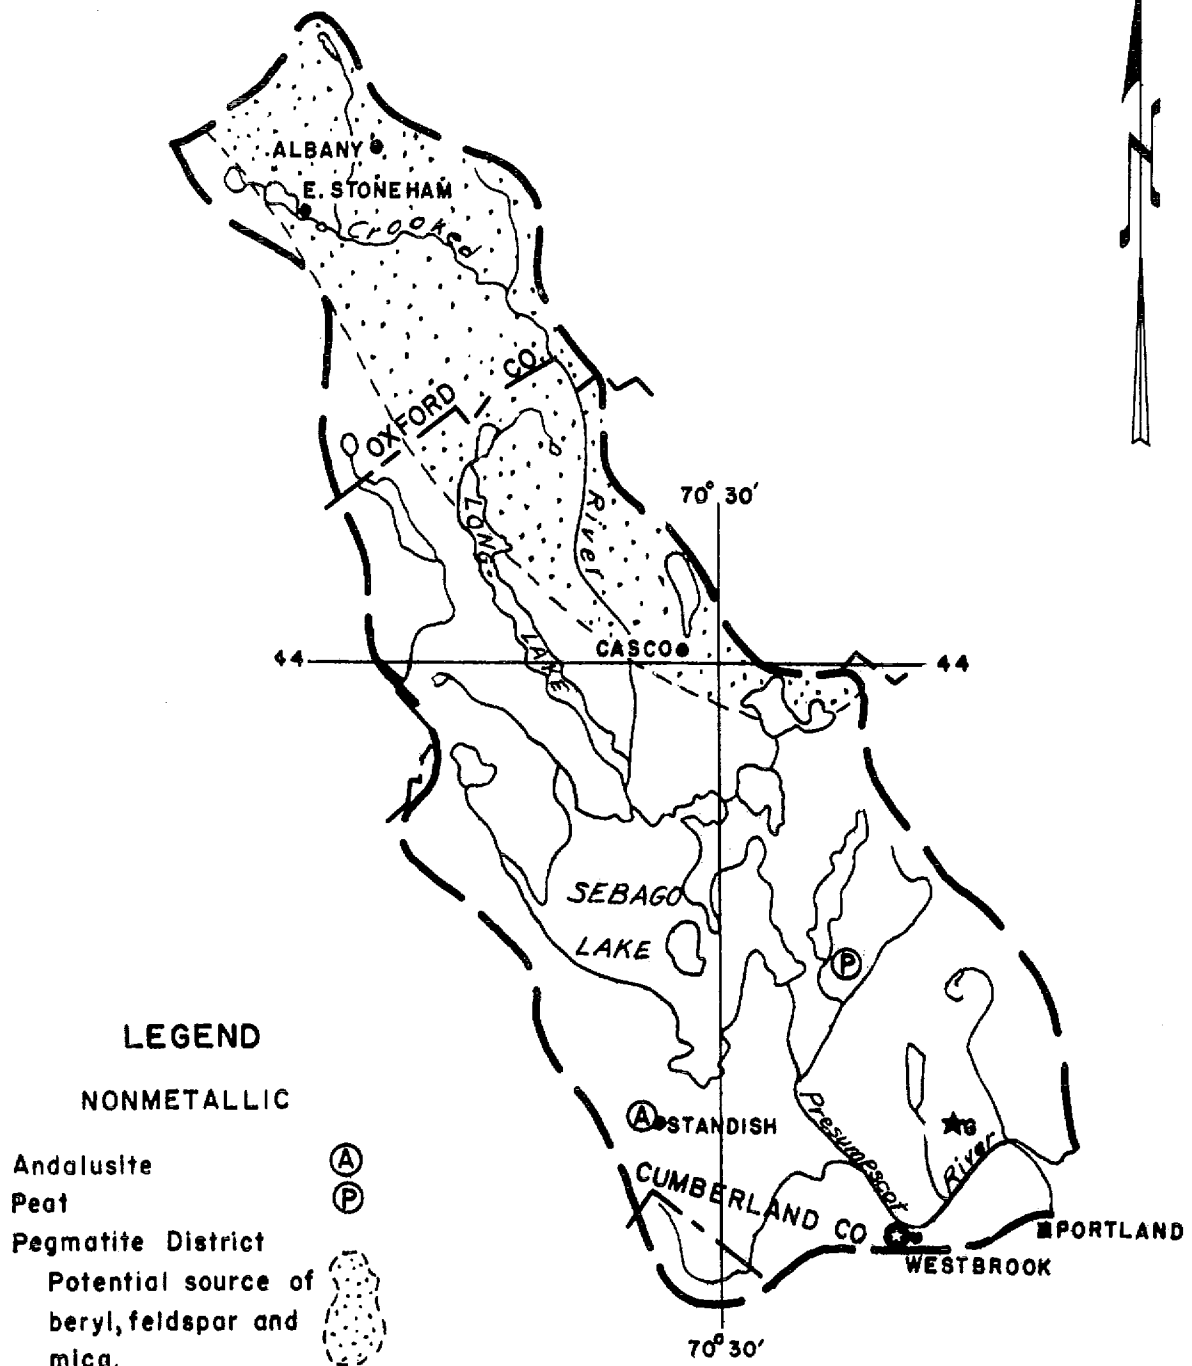 N
ALBANY
E. STONEHAM
Crooked
OXFORD CO.
River
LONG
LAKE
70° 30'
CASCO
44
44
SEBAGO
LAKE
P
A
STANDISH
Presumpscot River
G
CUMBERLAND CO
PORTLAND
WESTBROOK
70° 30'
LEGEND
NONMETALLIC
Andalusite A
Peat P
Pegmatite District
Potential source of
beryl, feldspar and
mica.